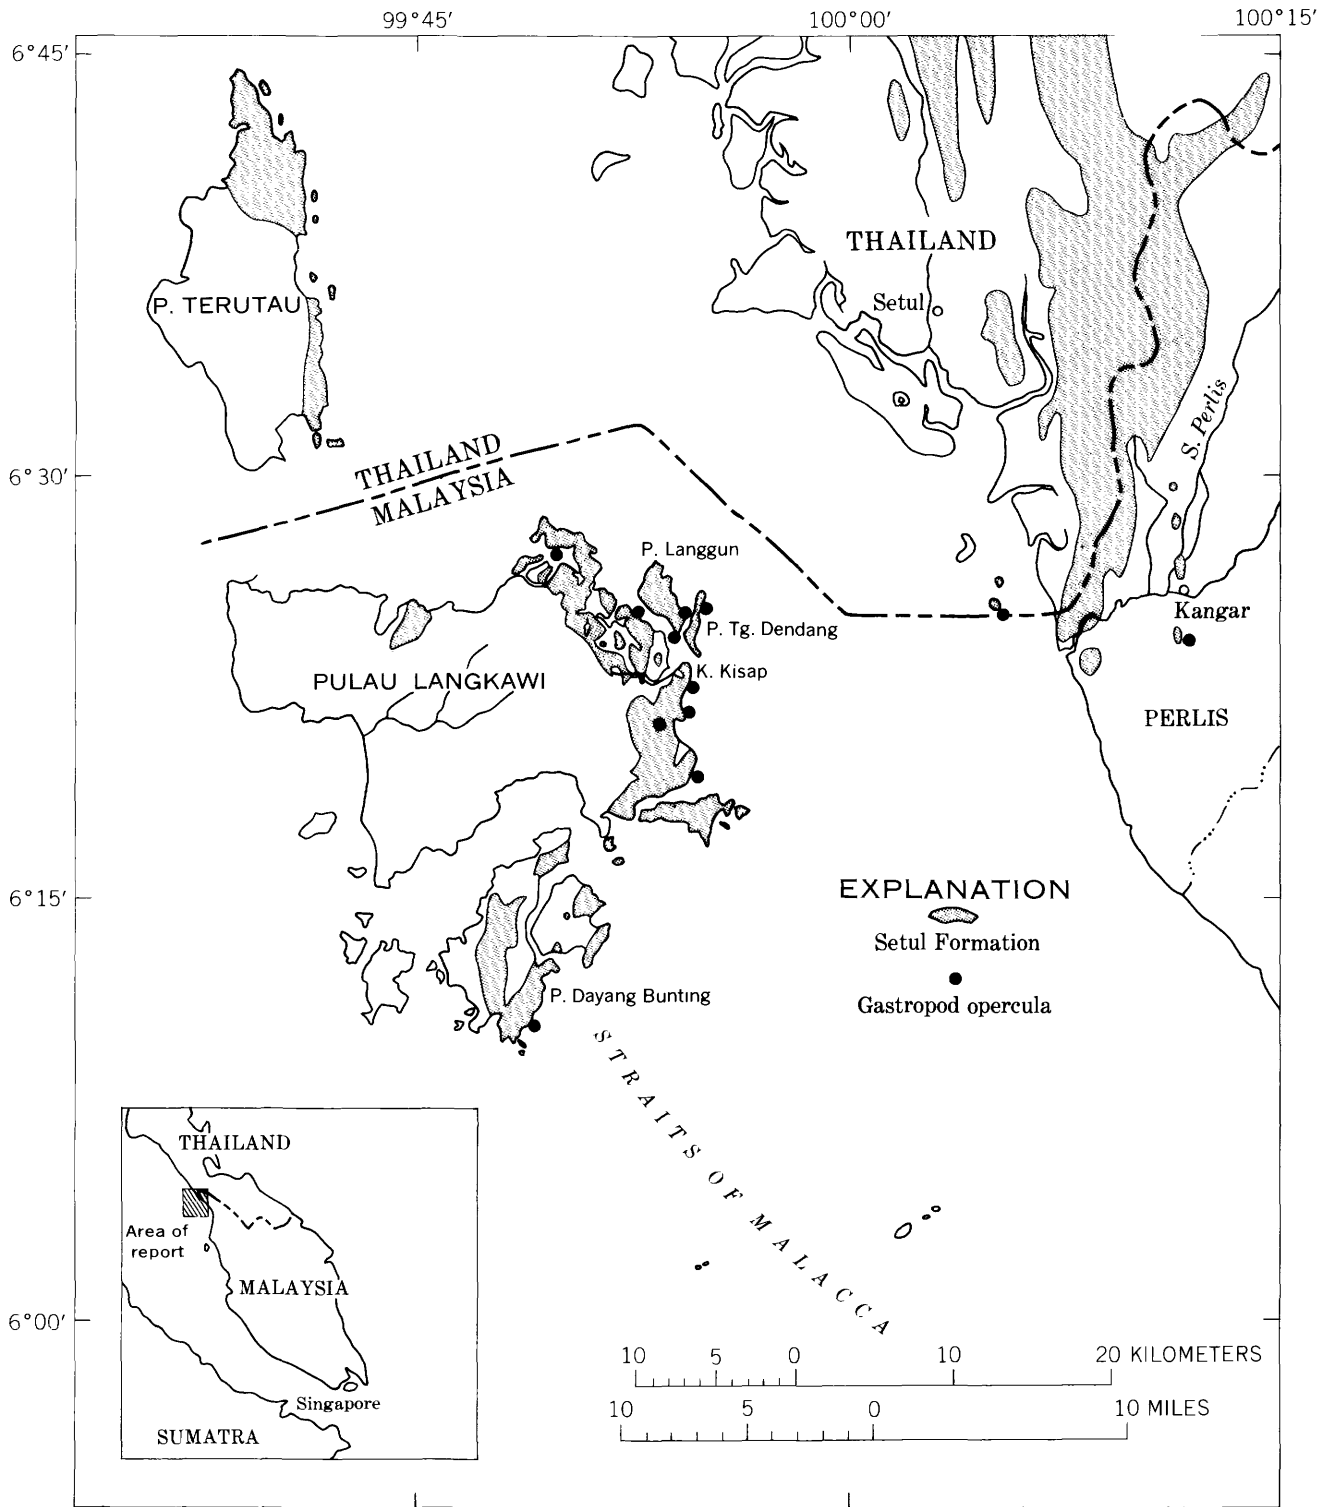 99°45′
100°00′
100°15′
6°45′
THAILAND
P. TERUTAU
Setul
S. Perlis
THAILAND
MALAYSIA
6°30′
P. Langgun
Kangar
P. Tg. Dendang
K. Kisap
PULAU LANGKAWI
PERLIS
6°15′
EXPLANATION
Setul Formation
Gastropod opercula
P. Dayang Bunting
STRAITS OF MALACCA
THAILAND
Area of
report
MALAYSIA
Singapore
SUMATRA
6°00′
10 5 0 10 20 KILOMETERS
10 5 0 10 MILES